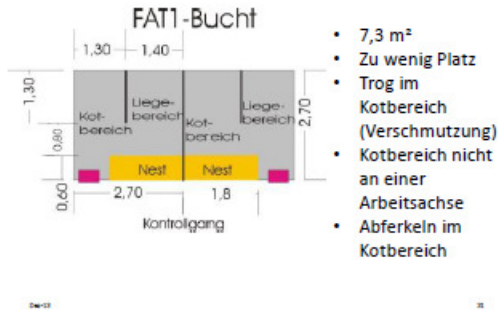 FAT1-Bucht
1,30
1,40
1,30
2,70
0,80
0,60
Kot-
bereich
Liege-
bereich
Kot-
bereich
Liege-
bereich
Nest
Nest
2,70
1,8
Kontrollgang
• 7,3 m²
• Zu wenig Platz
• Trog im
Kotbereich
(Verschmutzung)
• Kotbereich nicht
an einer
Arbeitsachse
• Abferkeln im
Kotbereich